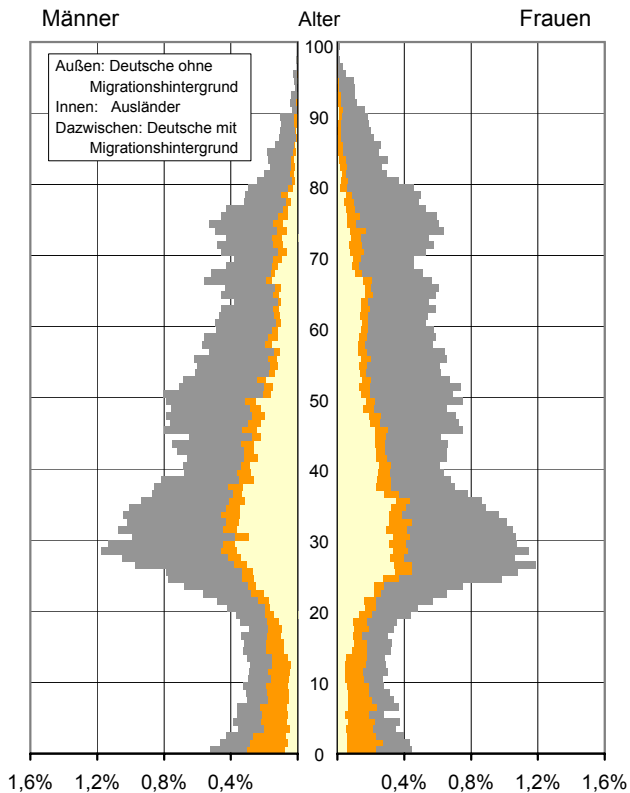 Männer Alter Frauen
100
Außen: Deutsche ohne
Migrationshintergrund
Innen: Ausländer
Dazwischen: Deutsche mit
Migrationshintergrund
90
80
70
60
50
40
30
20
10
0
1,6% 1,2% 0,8% 0,4% 0,4% 0,8% 1,2% 1,6%